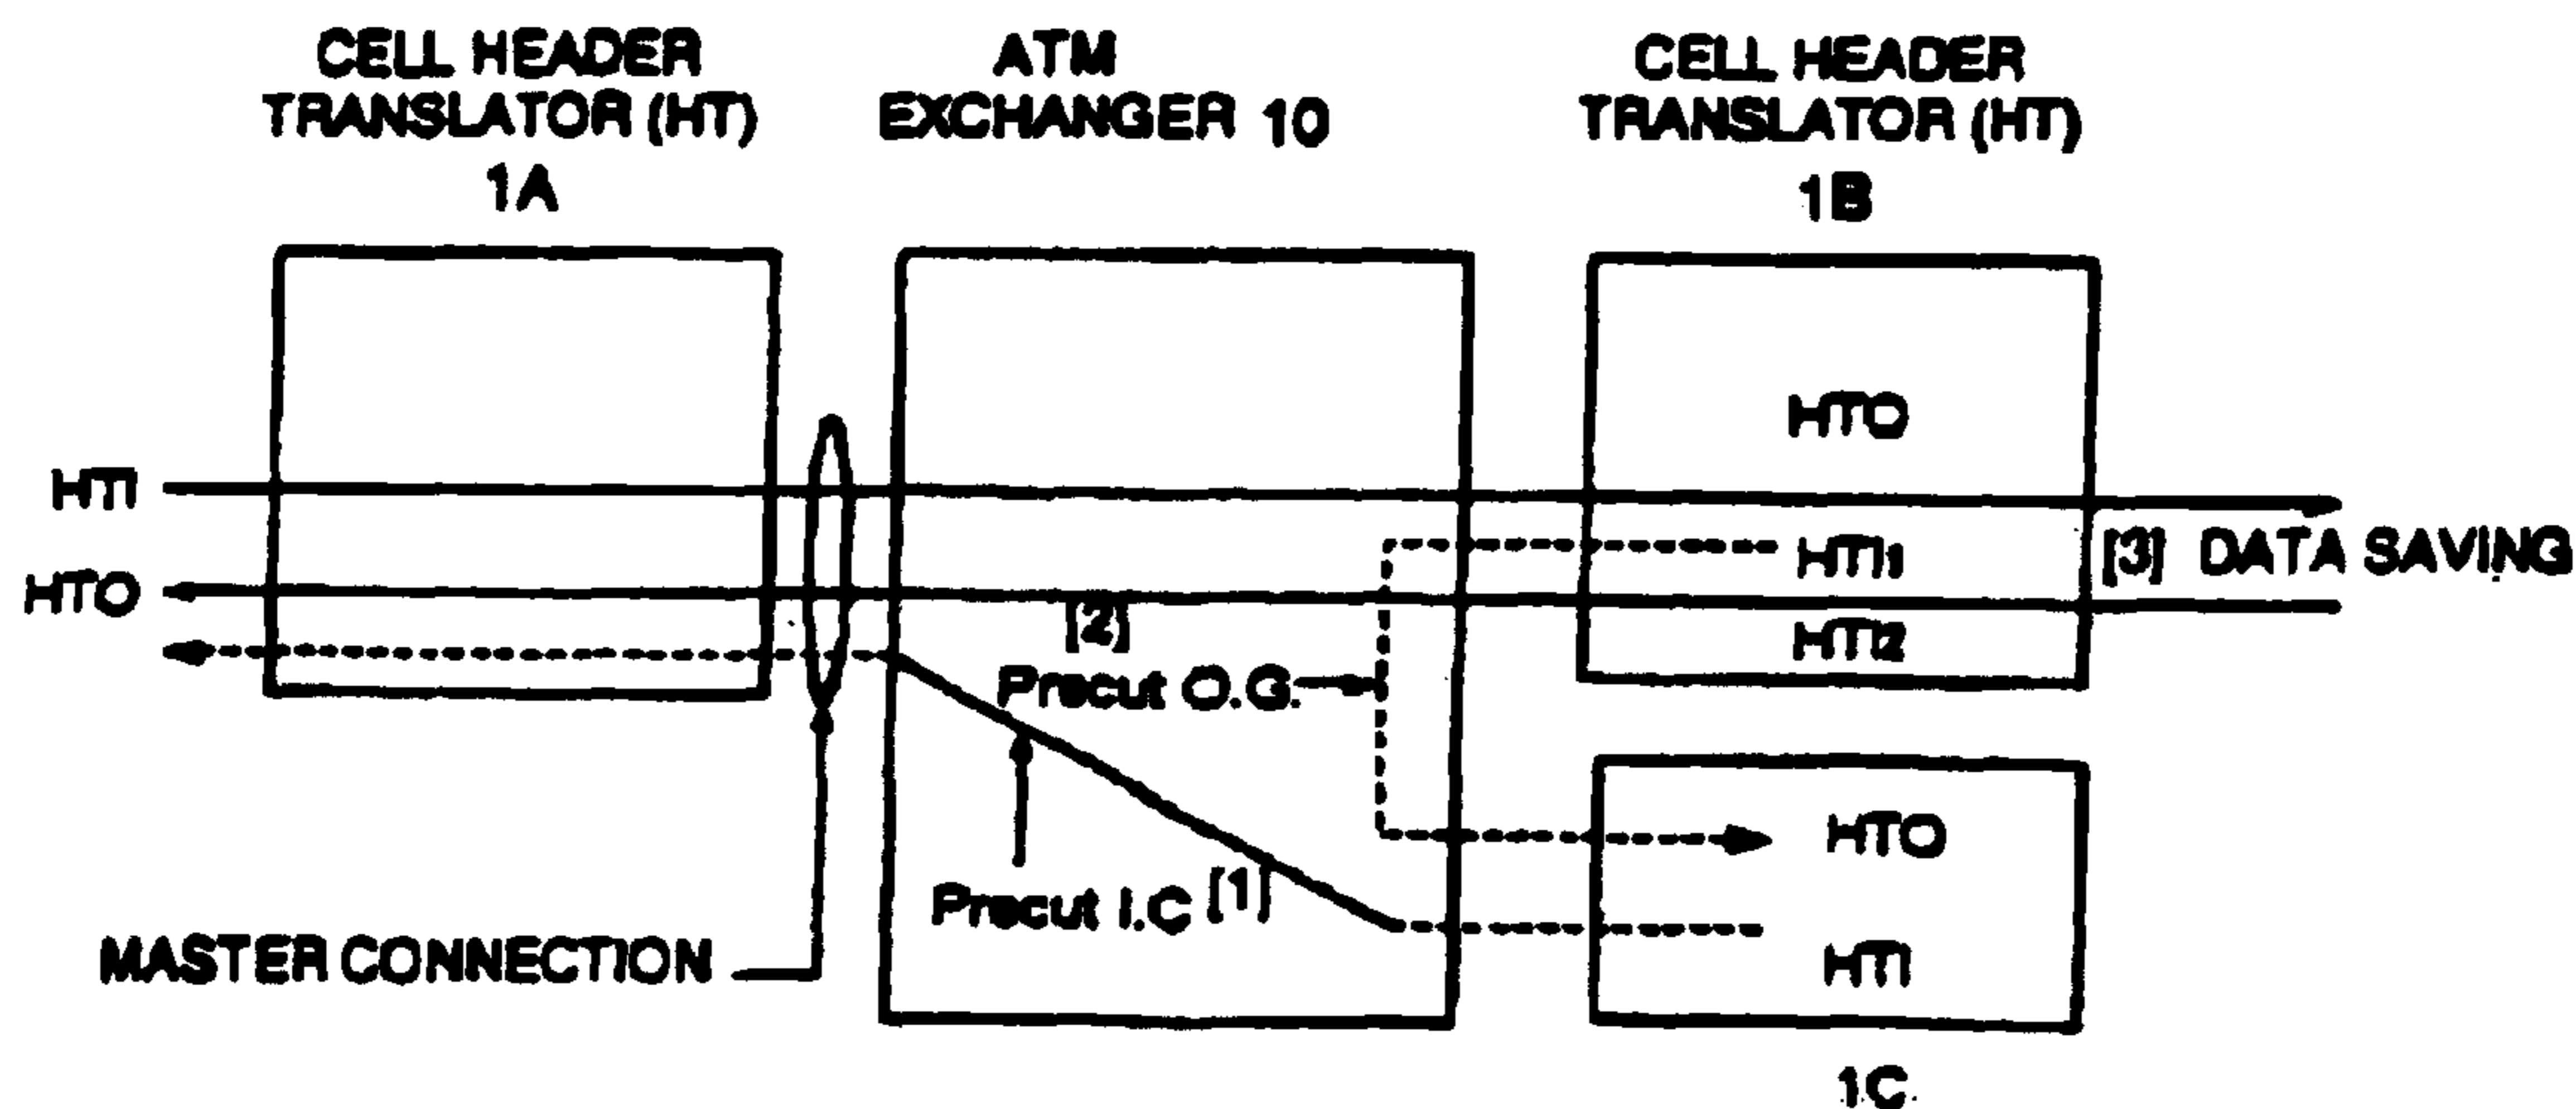 CELL HEADER
TRANSLATOR (HT)
1A
ATM
EXCHANGER 10
CELL HEADER
TRANSLATOR (HT)
1B
HTI
HTO
HTO
HTI1
HTI2
[3] DATA SAVING
[2]
Precut O.G.
Precut I.C [1]
MASTER CONNECTION
HTO
HTI
1C